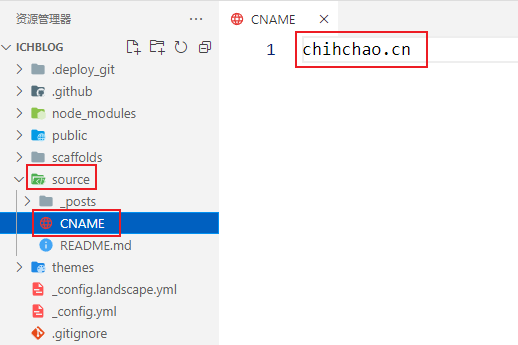 资源管理器
ICHBLOG
.deploy_git
.github
node_modules
public
scaffolds
source
_posts
CNAME
README.md
themes
_config.landscape.yml
_config.yml
.gitignore
CNAME
1 chihchao.cn